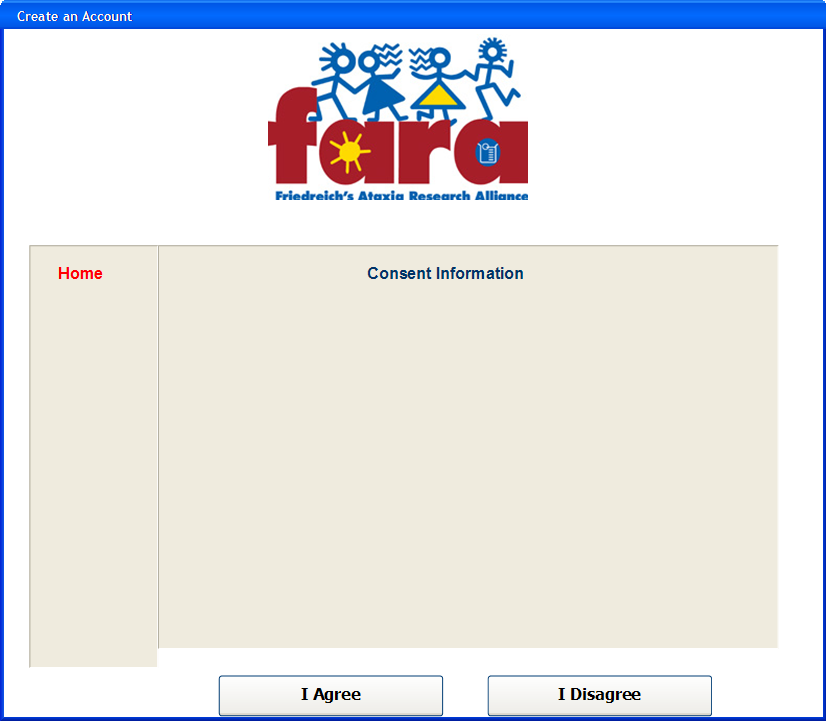 Create an Account
fara
Friedreich's Ataxia Research Alliance
Home
Consent Information
I Agree
I Disagree